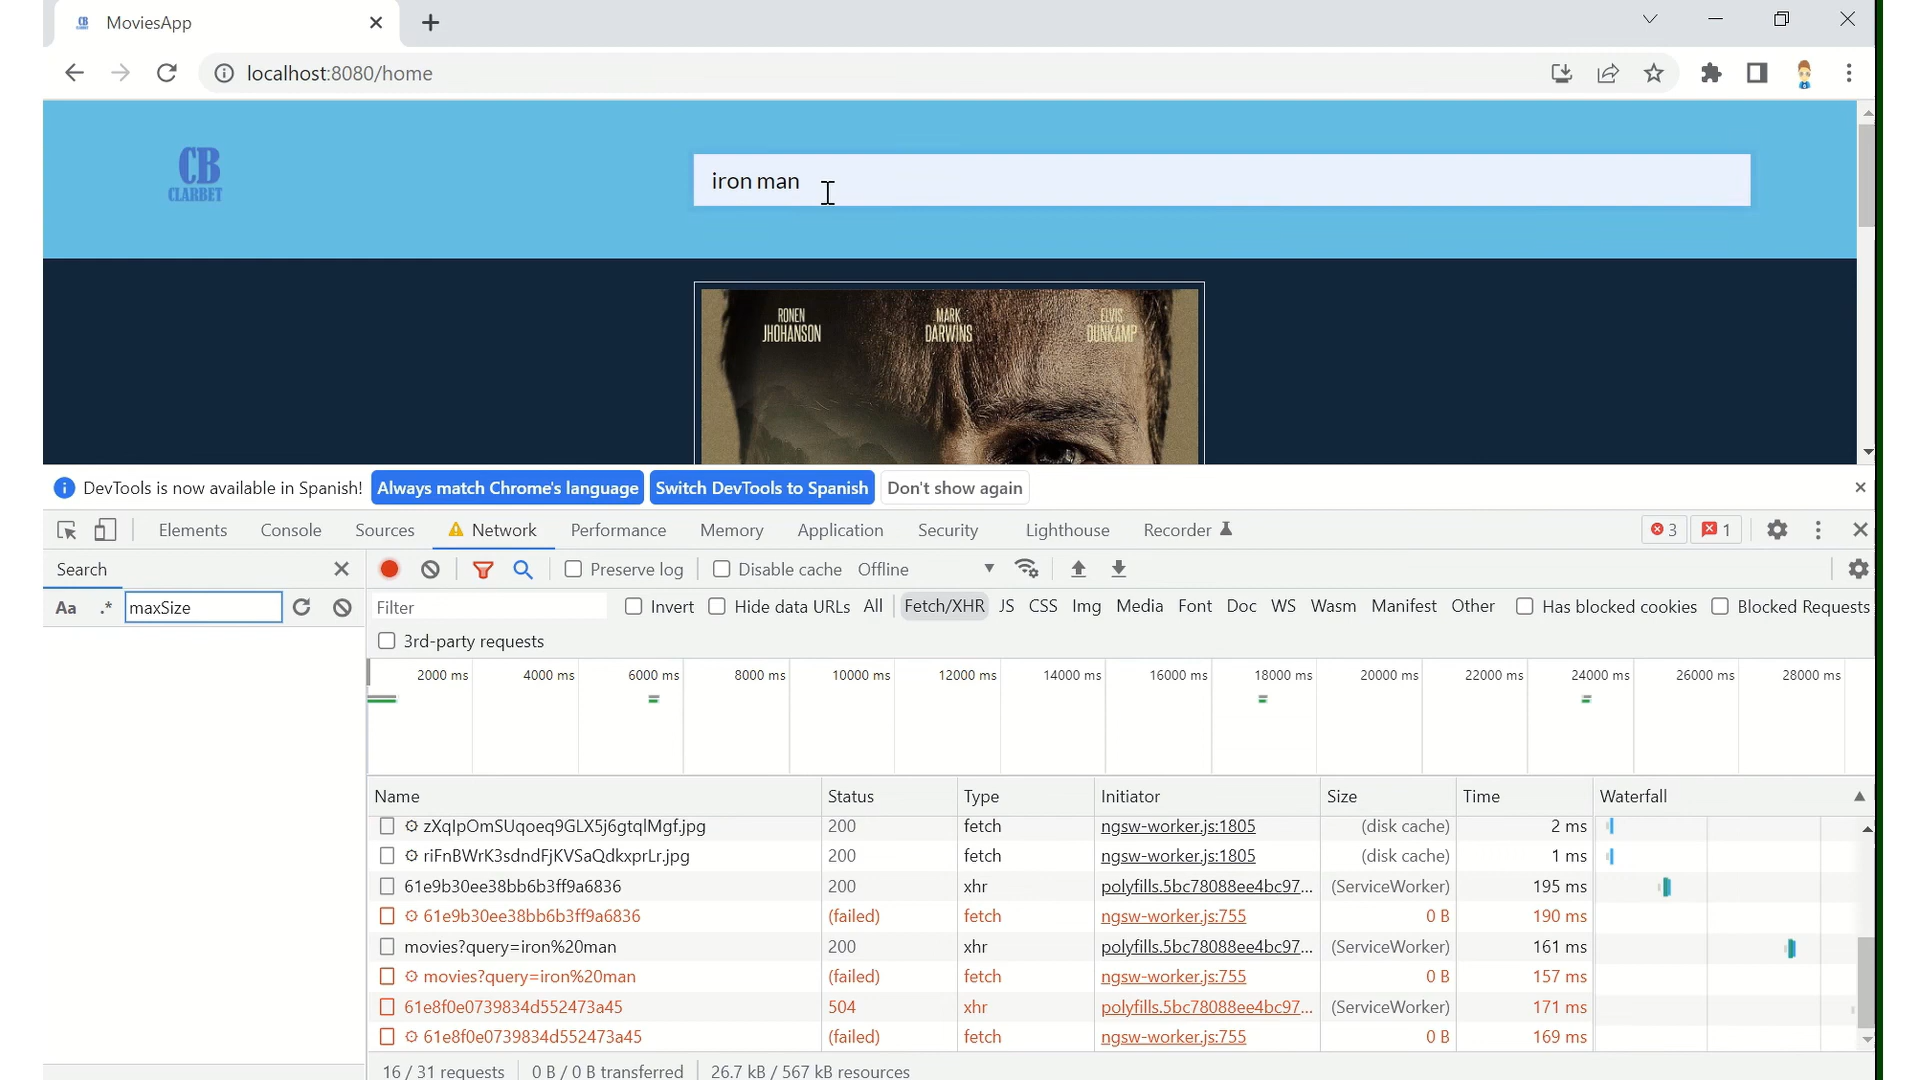 MoviesApp
localhost:8080/home
CB
CLARBET
iron man
RONEN JHOHANSON
MARK DARWINS
ELVIS DUNKAMP
DevTools is now available in Spanish! Always match Chrome's language Switch DevTools to Spanish Don't show again
Elements Console Sources Network Performance Memory Application Security Lighthouse Recorder 3 1
Search
Preserve log Disable cache Offline
Aa .* maxSize
Filter Invert Hide data URLs All Fetch/XHR JS CSS Img Media Font Doc WS Wasm Manifest Other Has blocked cookies Blocked Requests
3rd-party requests
2000 ms 4000 ms 6000 ms 8000 ms 10000 ms 12000 ms 14000 ms 16000 ms 18000 ms 20000 ms 22000 ms 24000 ms 26000 ms 28000 ms
Name Status Type Initiator Size Time Waterfall
zXqlpOmSUqoeq9GLX5j6gtqlMgf.jpg 200 fetch ngsw-worker.js:1805 (disk cache) 2 ms
riFnBWrK3sdndFjKVSaQdkxprLr.jpg 200 fetch ngsw-worker.js:1805 (disk cache) 1 ms
61e9b30ee38bb6b3ff9a6836 200 xhr polyfills.5bc78088ee4bc97... (ServiceWorker) 195 ms
61e9b30ee38bb6b3ff9a6836 (failed) fetch ngsw-worker.js:755 0 B 190 ms
movies?query=iron%20man 200 xhr polyfills.5bc78088ee4bc97... (ServiceWorker) 161 ms
movies?query=iron%20man (failed) fetch ngsw-worker.js:755 0 B 157 ms
61e8f0e0739834d552473a45 504 xhr polyfills.5bc78088ee4bc97... (ServiceWorker) 171 ms
61e8f0e0739834d552473a45 (failed) fetch ngsw-worker.js:755 0 B 169 ms
16 / 31 requests 0 B / 0 B transferred 26.7 kB / 567 kB resources